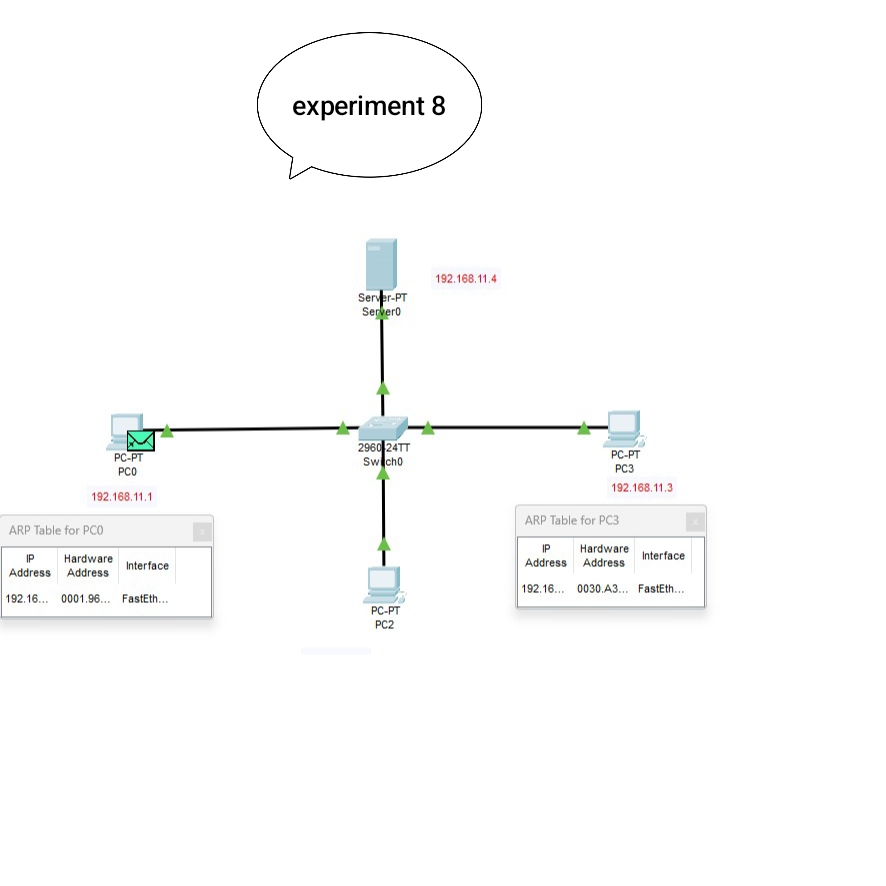 experiment 8
192.168.11.4
Server-PT
Server0
2960-24TT
Switch0
PC-PT
PC0
PC-PT
PC3
192.168.11.1
192.168.11.3
ARP Table for PC0
x
IP
Address
Hardware
Address
Interface
192.16...
0001.96...
FastEth...
ARP Table for PC3
x
IP
Address
Hardware
Address
Interface
192.16...
0030.A3...
FastEth...
PC-PT
PC2